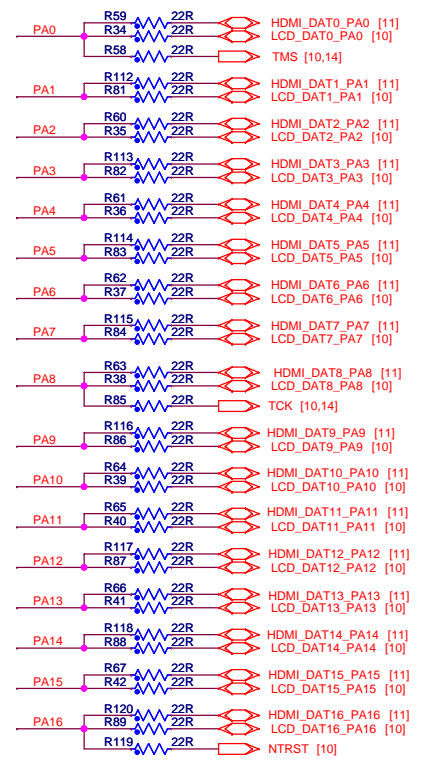 R59 22R HDMI_DAT0_PA0 [11]
PA0 R34 22R LCD_DAT0_PA0 [10]
R58 22R TMS [10,14]
R112 22R HDMI_DAT1_PA1 [11]
PA1 R81 22R LCD_DAT1_PA1 [10]
R60 22R HDMI_DAT2_PA2 [11]
PA2 R35 22R LCD_DAT2_PA2 [10]
R113 22R HDMI_DAT3_PA3 [11]
PA3 R82 22R LCD_DAT3_PA3 [10]
R61 22R HDMI_DAT4_PA4 [11]
PA4 R36 22R LCD_DAT4_PA4 [10]
R114 22R HDMI_DAT5_PA5 [11]
PA5 R83 22R LCD_DAT5_PA5 [10]
R62 22R HDMI_DAT6_PA6 [11]
PA6 R37 22R LCD_DAT6_PA6 [10]
R115 22R HDMI_DAT7_PA7 [11]
PA7 R84 22R LCD_DAT7_PA7 [10]
R63 22R HDMI_DAT8_PA8 [11]
PA8 R38 22R LCD_DAT8_PA8 [10]
R85 22R TCK [10,14]
R116 22R HDMI_DAT9_PA9 [11]
PA9 R86 22R LCD_DAT9_PA9 [10]
R64 22R HDMI_DAT10_PA10 [11]
PA10 R39 22R LCD_DAT10_PA10 [10]
R65 22R HDMI_DAT11_PA11 [11]
PA11 R40 22R LCD_DAT11_PA11 [10]
R117 22R HDMI_DAT12_PA12 [11]
PA12 R87 22R LCD_DAT12_PA12 [10]
R66 22R HDMI_DAT13_PA13 [11]
PA13 R41 22R LCD_DAT13_PA13 [10]
R118 22R HDMI_DAT14_PA14 [11]
PA14 R88 22R LCD_DAT14_PA14 [10]
R67 22R HDMI_DAT15_PA15 [11]
PA15 R42 22R LCD_DAT15_PA15 [10]
R120 22R HDMI_DAT16_PA16 [11]
PA16 R89 22R LCD_DAT16_PA16 [10]
R119 22R NTRST [10]